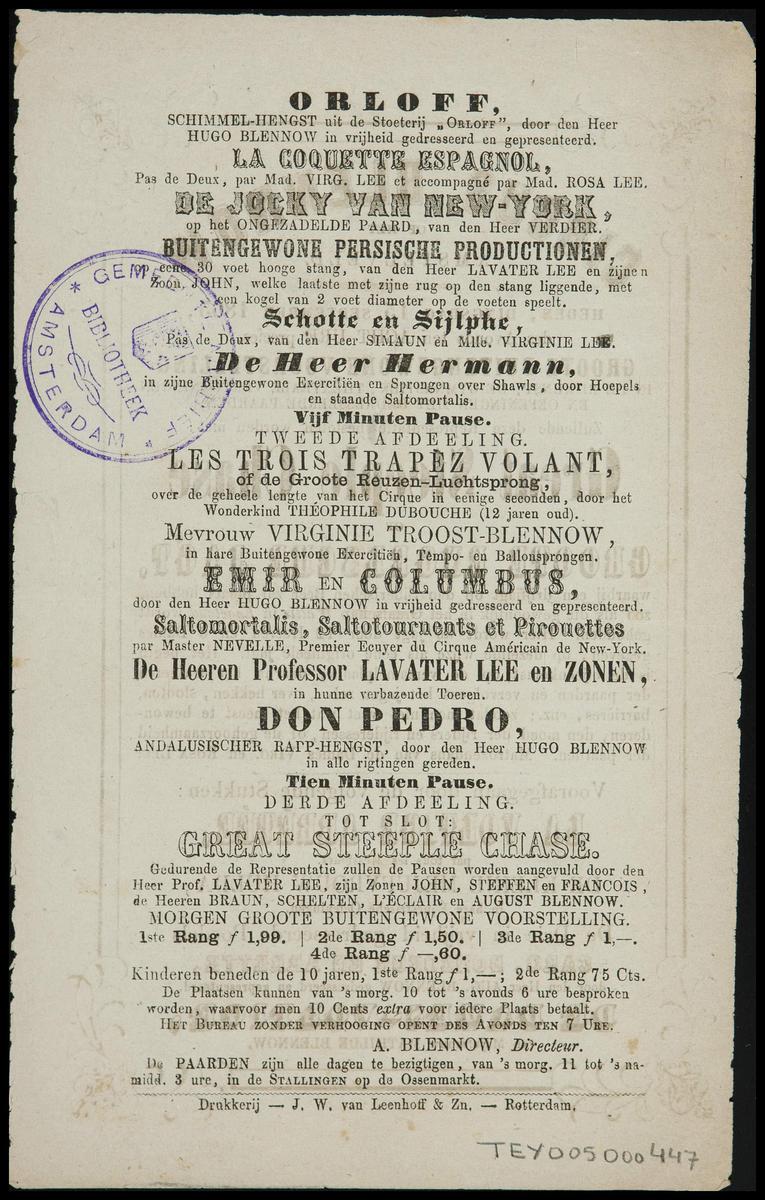 ORLOFF,
SCHIMMEL-HENGST uit de Stoeterij „ORLOFF", door den Heer
HUGO BLENNOW in vrijheid gedresseerd en gepresenteerd.
LA COQUETTE ESPAGNOL,
Pas de Deux, par Mad. VIRG. LEE et accompagné par Mad. ROSA LEE.
DE JOCKY VAN NEW-YORK,
op het ONGEZADELDE PAARD, van den Heer VERDIER.
BUITENGEWONE PERSISCHE PRODUCTIONEN,
op eene 30 voet hooge stang, van den Heer LAVATER LEE en zijnen
Zoon, JOHN, welke laatste met zijne rug op den stang liggende, met
een kogel van 2 voet diameter op de voeten speelt.
Schotte en Sijlphe,
Pas de Deux, van den Heer SIMAUN en Mlle. VIRGINIE LEE.
De Heer Hermann,
in zijne Buitengewone Exercitiën en Sprongen over Shawls, door Hoepels
en staande Saltomortalis.
Vijf Minuten Pause.
TWEEDE AFDEELING.
LES TROIS TRAPÈZ VOLANT,
of de Groote Reuzen-Luchtsprong,
over de geheele lengte van het Cirque in eenige seconden, door het
Wonderkind THÉOPHILE DUBOUCHE (12 jaren oud).
Mevrouw VIRGINIE TROOST-BLENNOW,
in hare Buitengewone Exercitiën, Tempo- en Ballonsprongen.
EMIR EN COLUMBUS,
door den Heer HUGO BLENNOW in vrijheid gedresseerd en gepresenteerd.
Saltomortalis, Saltotournents et Pirouettes
par Master NEVELLE, Premier Ecuyer du Cirque Américain de New-York.
De Heeren Professor LAVATER LEE en ZONEN,
in hunne verbazende Toeren.
DON PEDRO,
ANDALUSISCHER RAPP-HENGST, door den Heer HUGO BLENNOW
in alle rigtingen gereden.
Tien Minuten Pause.
DERDE AFDEELING.
TOT SLOT:
GREAT STEEPLE CHASE.
Gedurende de Representatie zullen de Pausen worden aangevuld door den
Heer Prof. LAVATER LEE, zijn Zonen JOHN, STEFFEN en FRANCOIS,
de Heeren BRAUN, SCHELTEN, L'ÉCLAIR en AUGUST BLENNOW.
MORGEN GROOTE BUITENGEWONE VOORSTELLING.
1ste Rang f 1,99. | 2de Rang f 1,50. | 3de Rang f 1,—.
4de Rang f —,60.
Kinderen beneden de 10 jaren, 1ste Rang f 1,—; 2de Rang 75 Cts.
De Plaatsen kunnen van 's morg. 10 tot 's avonds 6 ure besproken
worden, waarvoor men 10 Cents extra voor iedere Plaats betaalt.
HET BUREAU ZONDER VERHOOGING OPENT DES AVONDS TEN 7 URE.
A. BLENNOW, Directeur.
De PAARDEN zijn alle dagen te bezigtigen, van 's morg. 11 tot 's na-
midd. 3 ure, in de STALLINGEN op de Ossenmarkt.
Drukkerij — J. W. van Leenhoff & Zn. — Rotterdam.
TEY005000447
AMSTERDAM
BIBLIOTHEEK